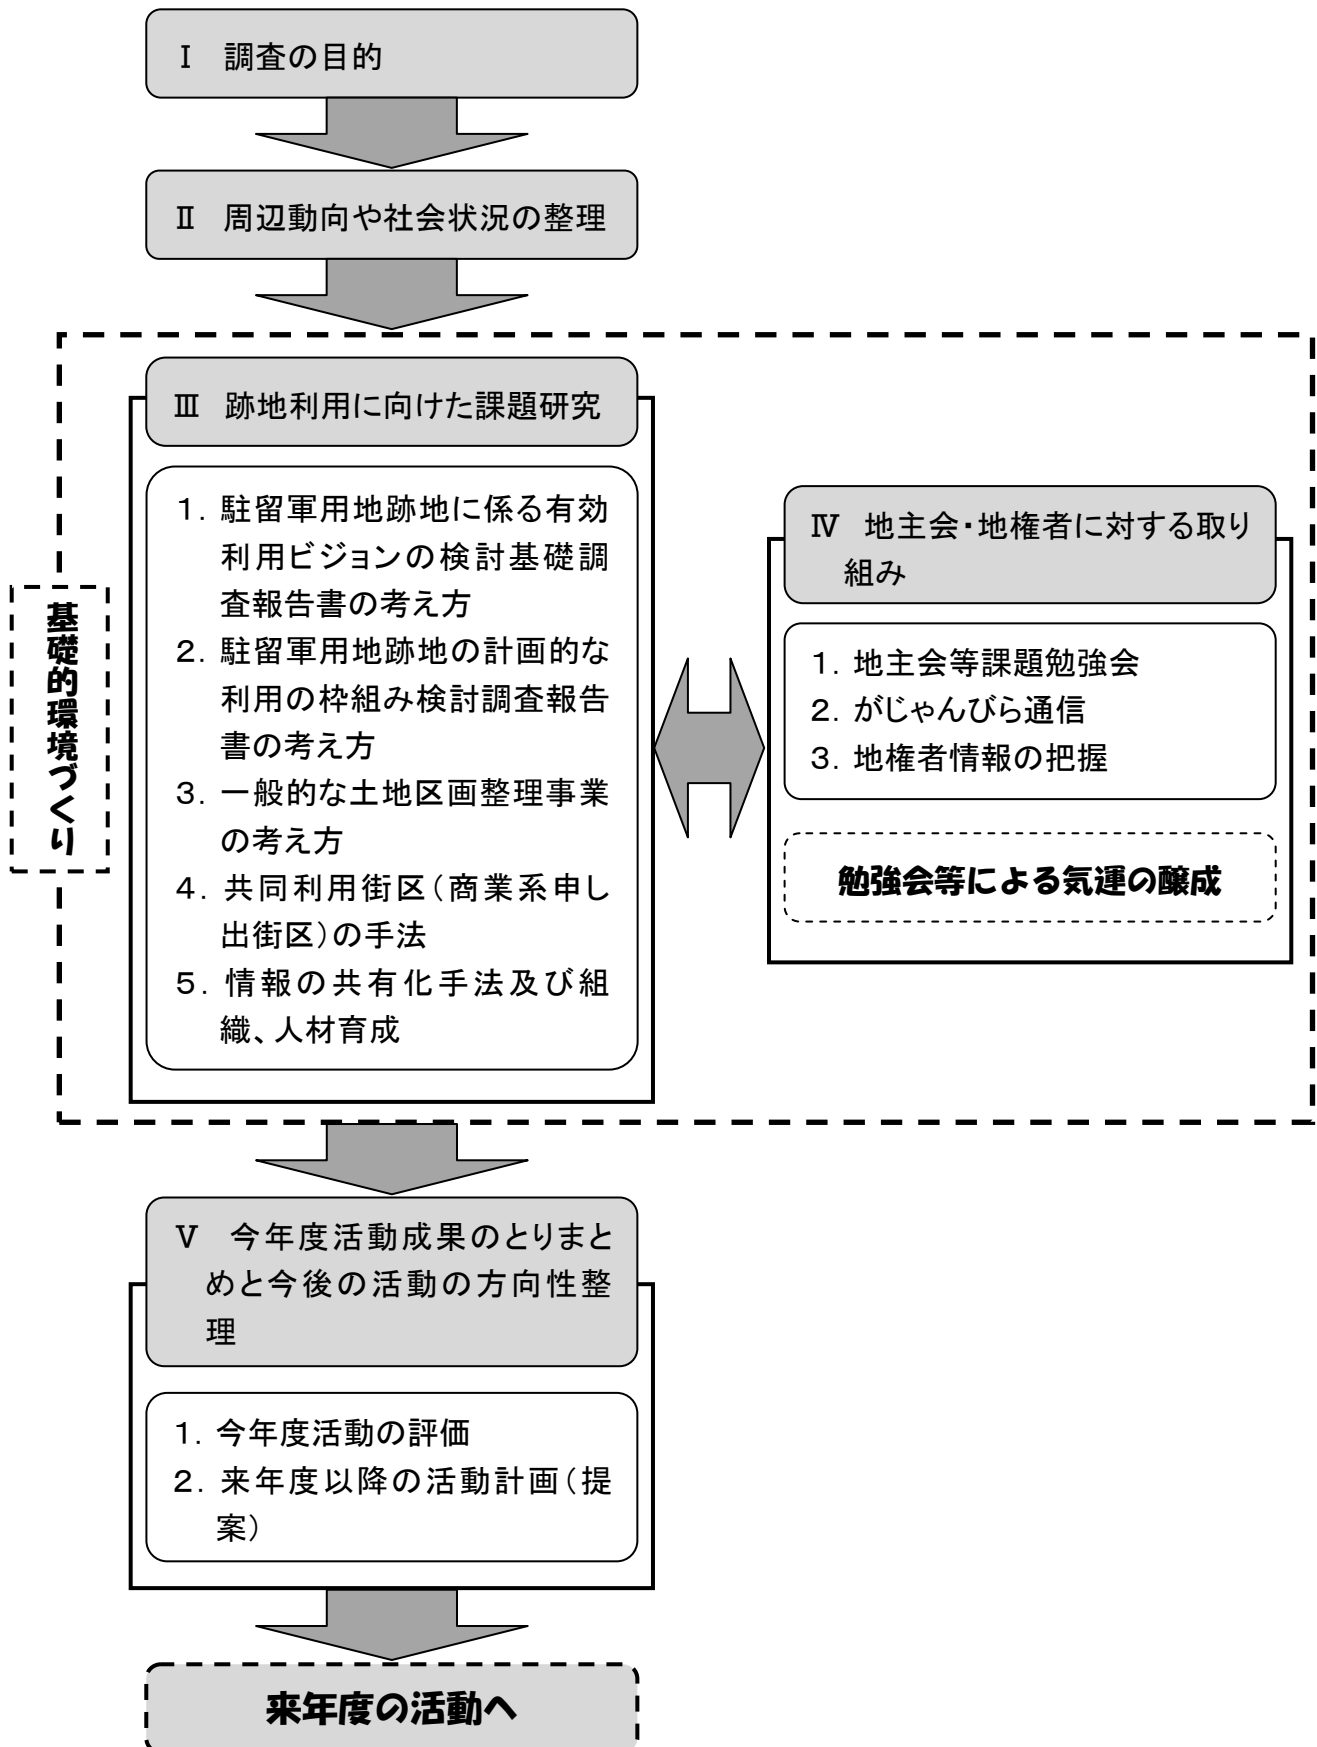 Ⅰ 調査の目的
Ⅱ 周辺動向や社会状況の整理
基礎的環境づくり
Ⅲ 跡地利用に向けた課題研究
1. 駐留軍用地跡地に係る有効
利用ビジョンの検討基礎調
査報告書の考え方
2. 駐留軍用地跡地の計画的な
利用の枠組み検討調査報告
書の考え方
3. 一般的な土地区画整理事業
の考え方
4. 共同利用街区(商業系申し
出街区)の手法
5. 情報の共有化手法及び組
織、人材育成
Ⅳ 地主会・地権者に対する取り
組み
1. 地主会等課題勉強会
2. がじゃんびら通信
3. 地権者情報の把握
勉強会等による気運の醸成
Ⅴ 今年度活動成果のとりまと
めと今後の活動の方向性整
理
1. 今年度活動の評価
2. 来年度以降の活動計画(提
案)
来年度の活動へ